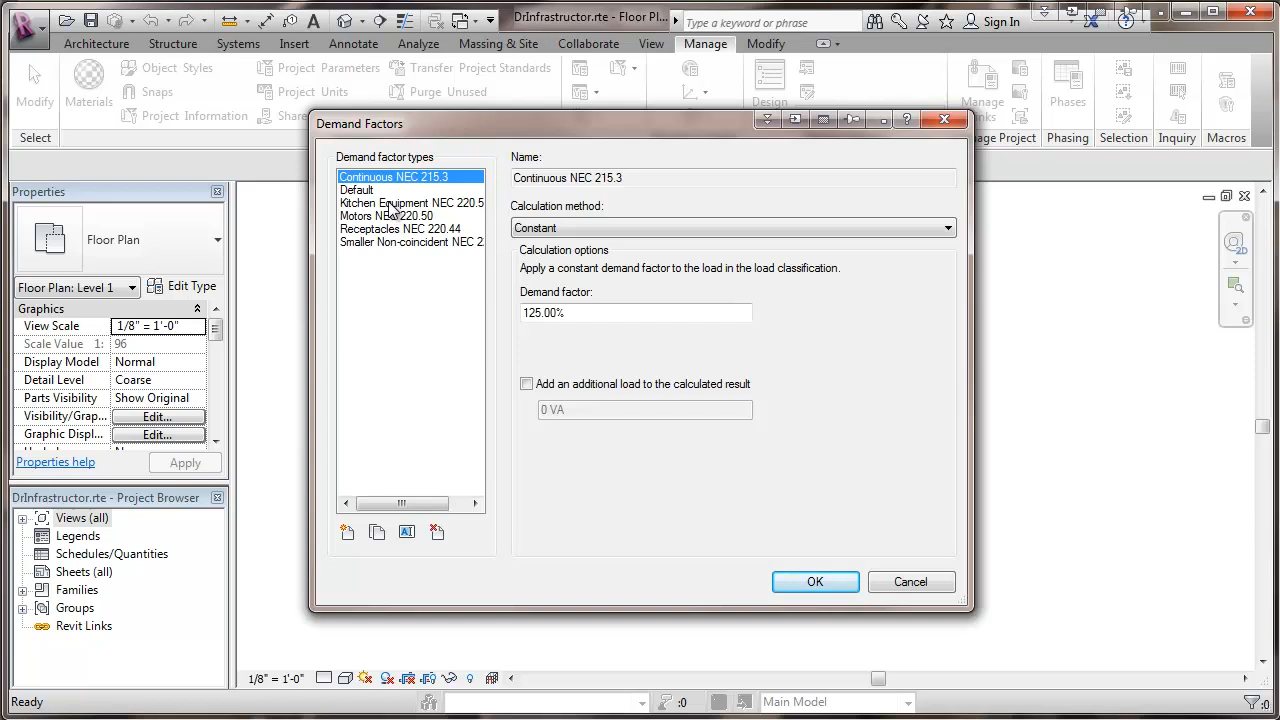 DrInfrastructor.rte - Floor Pl...
Type a keyword or phrase
Sign In
Architecture
Structure
Systems
Insert
Annotate
Analyze
Massing & Site
Collaborate
View
Manage
Modify
Modify
Materials
Object Styles
Snaps
Project Information
Project Parameters
Project Units
Transfer Project Standards
Purge Unused
Design
Manage
Phases
Select
Phasing
Selection
Inquiry
Macros
Properties
Floor Plan
Floor Plan: Level 1
Edit Type
Graphics
View Scale
1/8" = 1'-0"
Scale Value 1:
96
Display Model
Normal
Detail Level
Coarse
Parts Visibility
Show Original
Visibility/Grap...
Edit...
Graphic Displ...
Edit...
Properties help
Apply
DrInfrastructor.rte - Project Browser
Views (all)
Legends
Schedules/Quantities
Sheets (all)
Families
Groups
Revit Links
Demand Factors
Demand factor types
Continuous NEC 215.3
Default
Kitchen Equipment NEC 220.5
Motors NEC 220.50
Receptacles NEC 220.44
Smaller Non-coincident NEC 2
Name:
Continuous NEC 215.3
Calculation method:
Constant
Calculation options
Apply a constant demand factor to the load in the load classification.
Demand factor:
125.00%
Add an additional load to the calculated result
0 VA
OK
Cancel
2D
1/8" = 1'-0"
Ready
:0
Main Model
:0